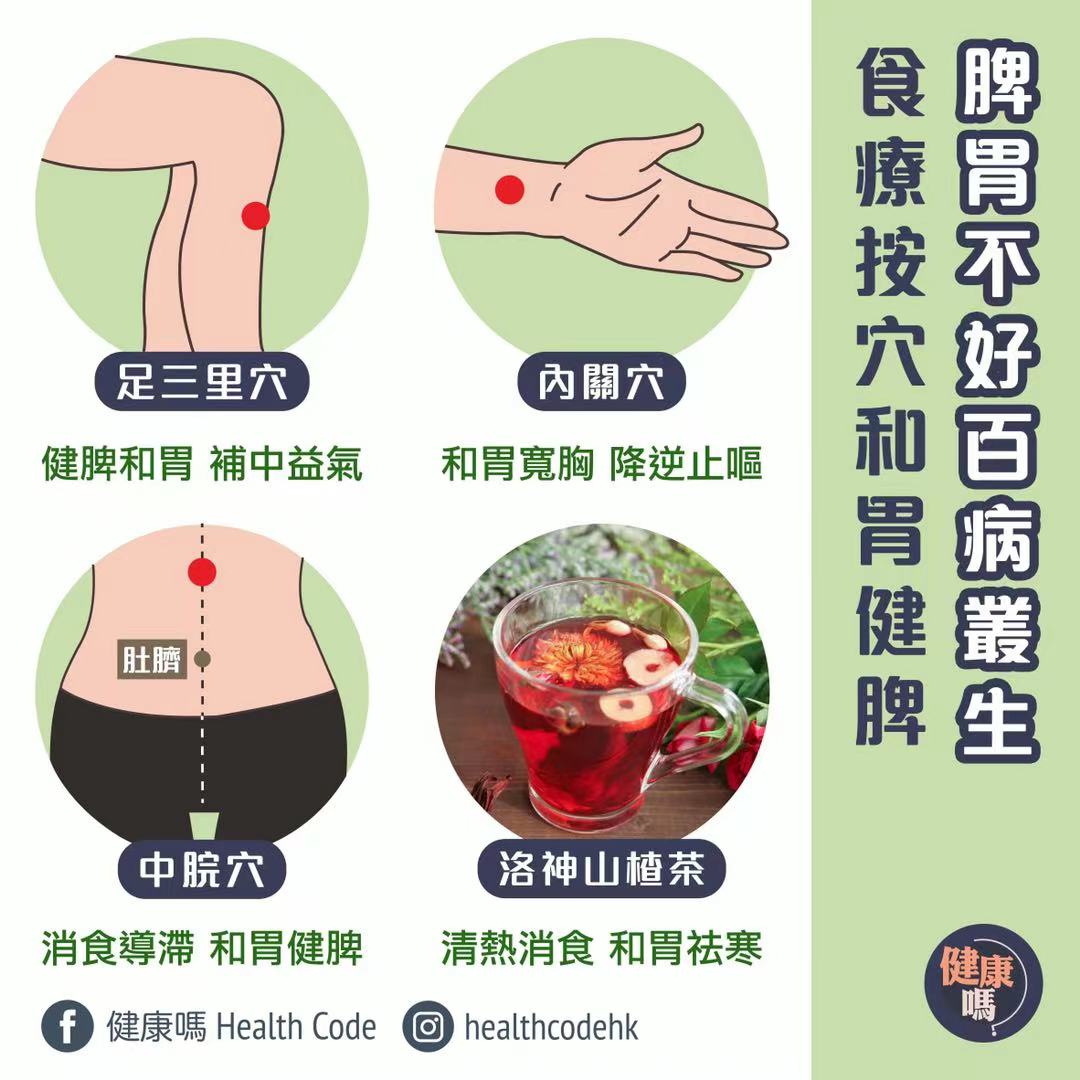 脾胃不好百病叢生
食療按穴和胃健脾
足三里穴
健脾和胃 補中益氣
內關穴
和胃寬胸 降逆止嘔
肚臍
中脘穴
消食導滯 和胃健脾
洛神山楂茶
清熱消食 和胃祛寒
健康嗎 Health Code
healthcodehk
健康
嗎